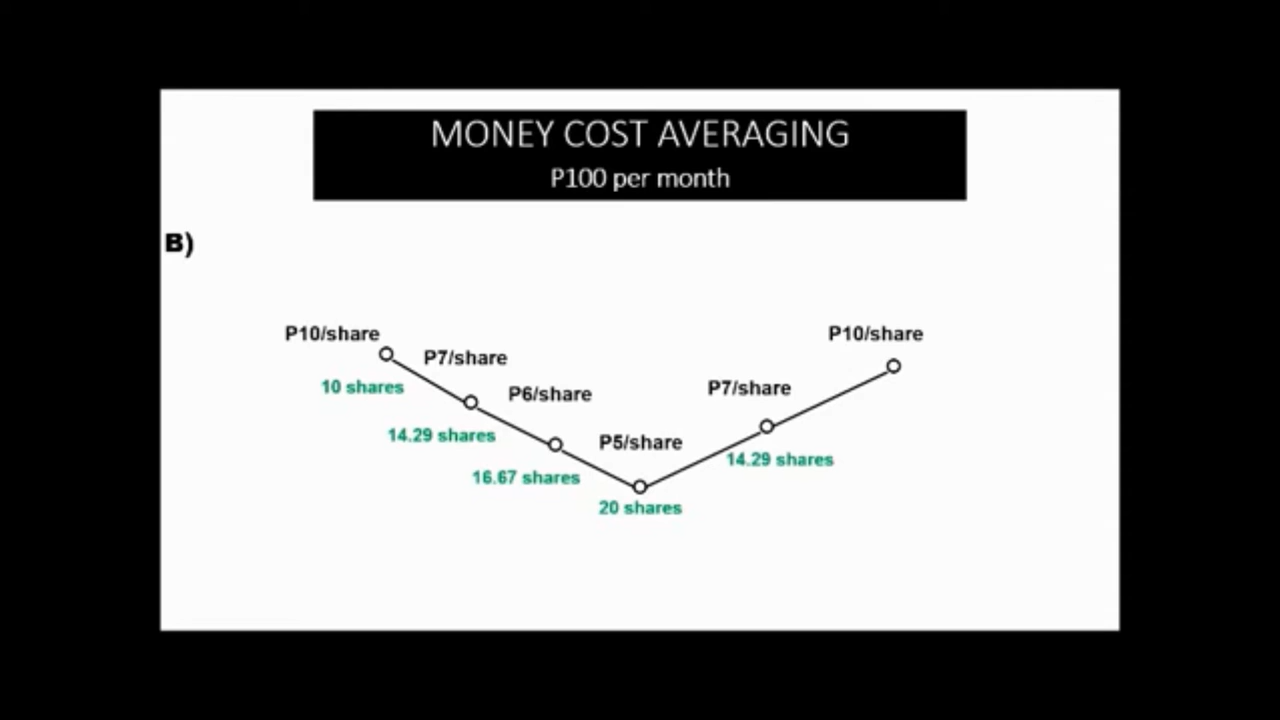 MONEY COST AVERAGING
P100 per month
B)
P10/share
10 shares
P7/share
14.29 shares
P6/share
16.67 shares
P5/share
20 shares
P7/share
14.29 shares
P10/share